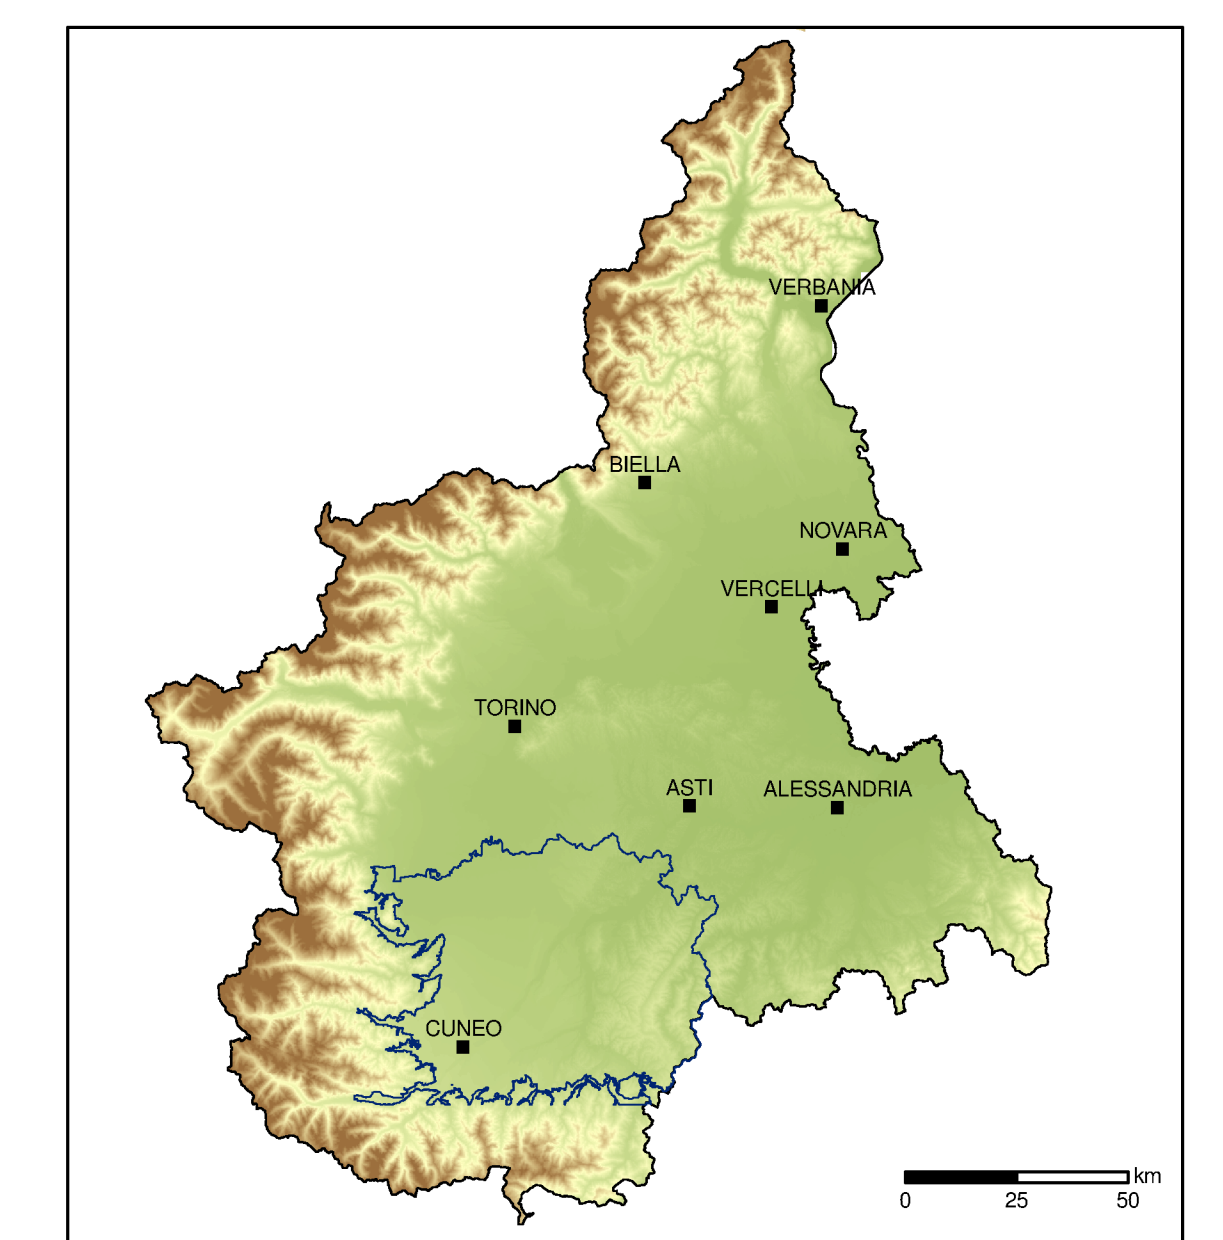 VERBANIA
BIELLA
NOVARA
VERCELLI
TORINO
ASTI
ALESSANDRIA
CUNEO
km
0 25 50